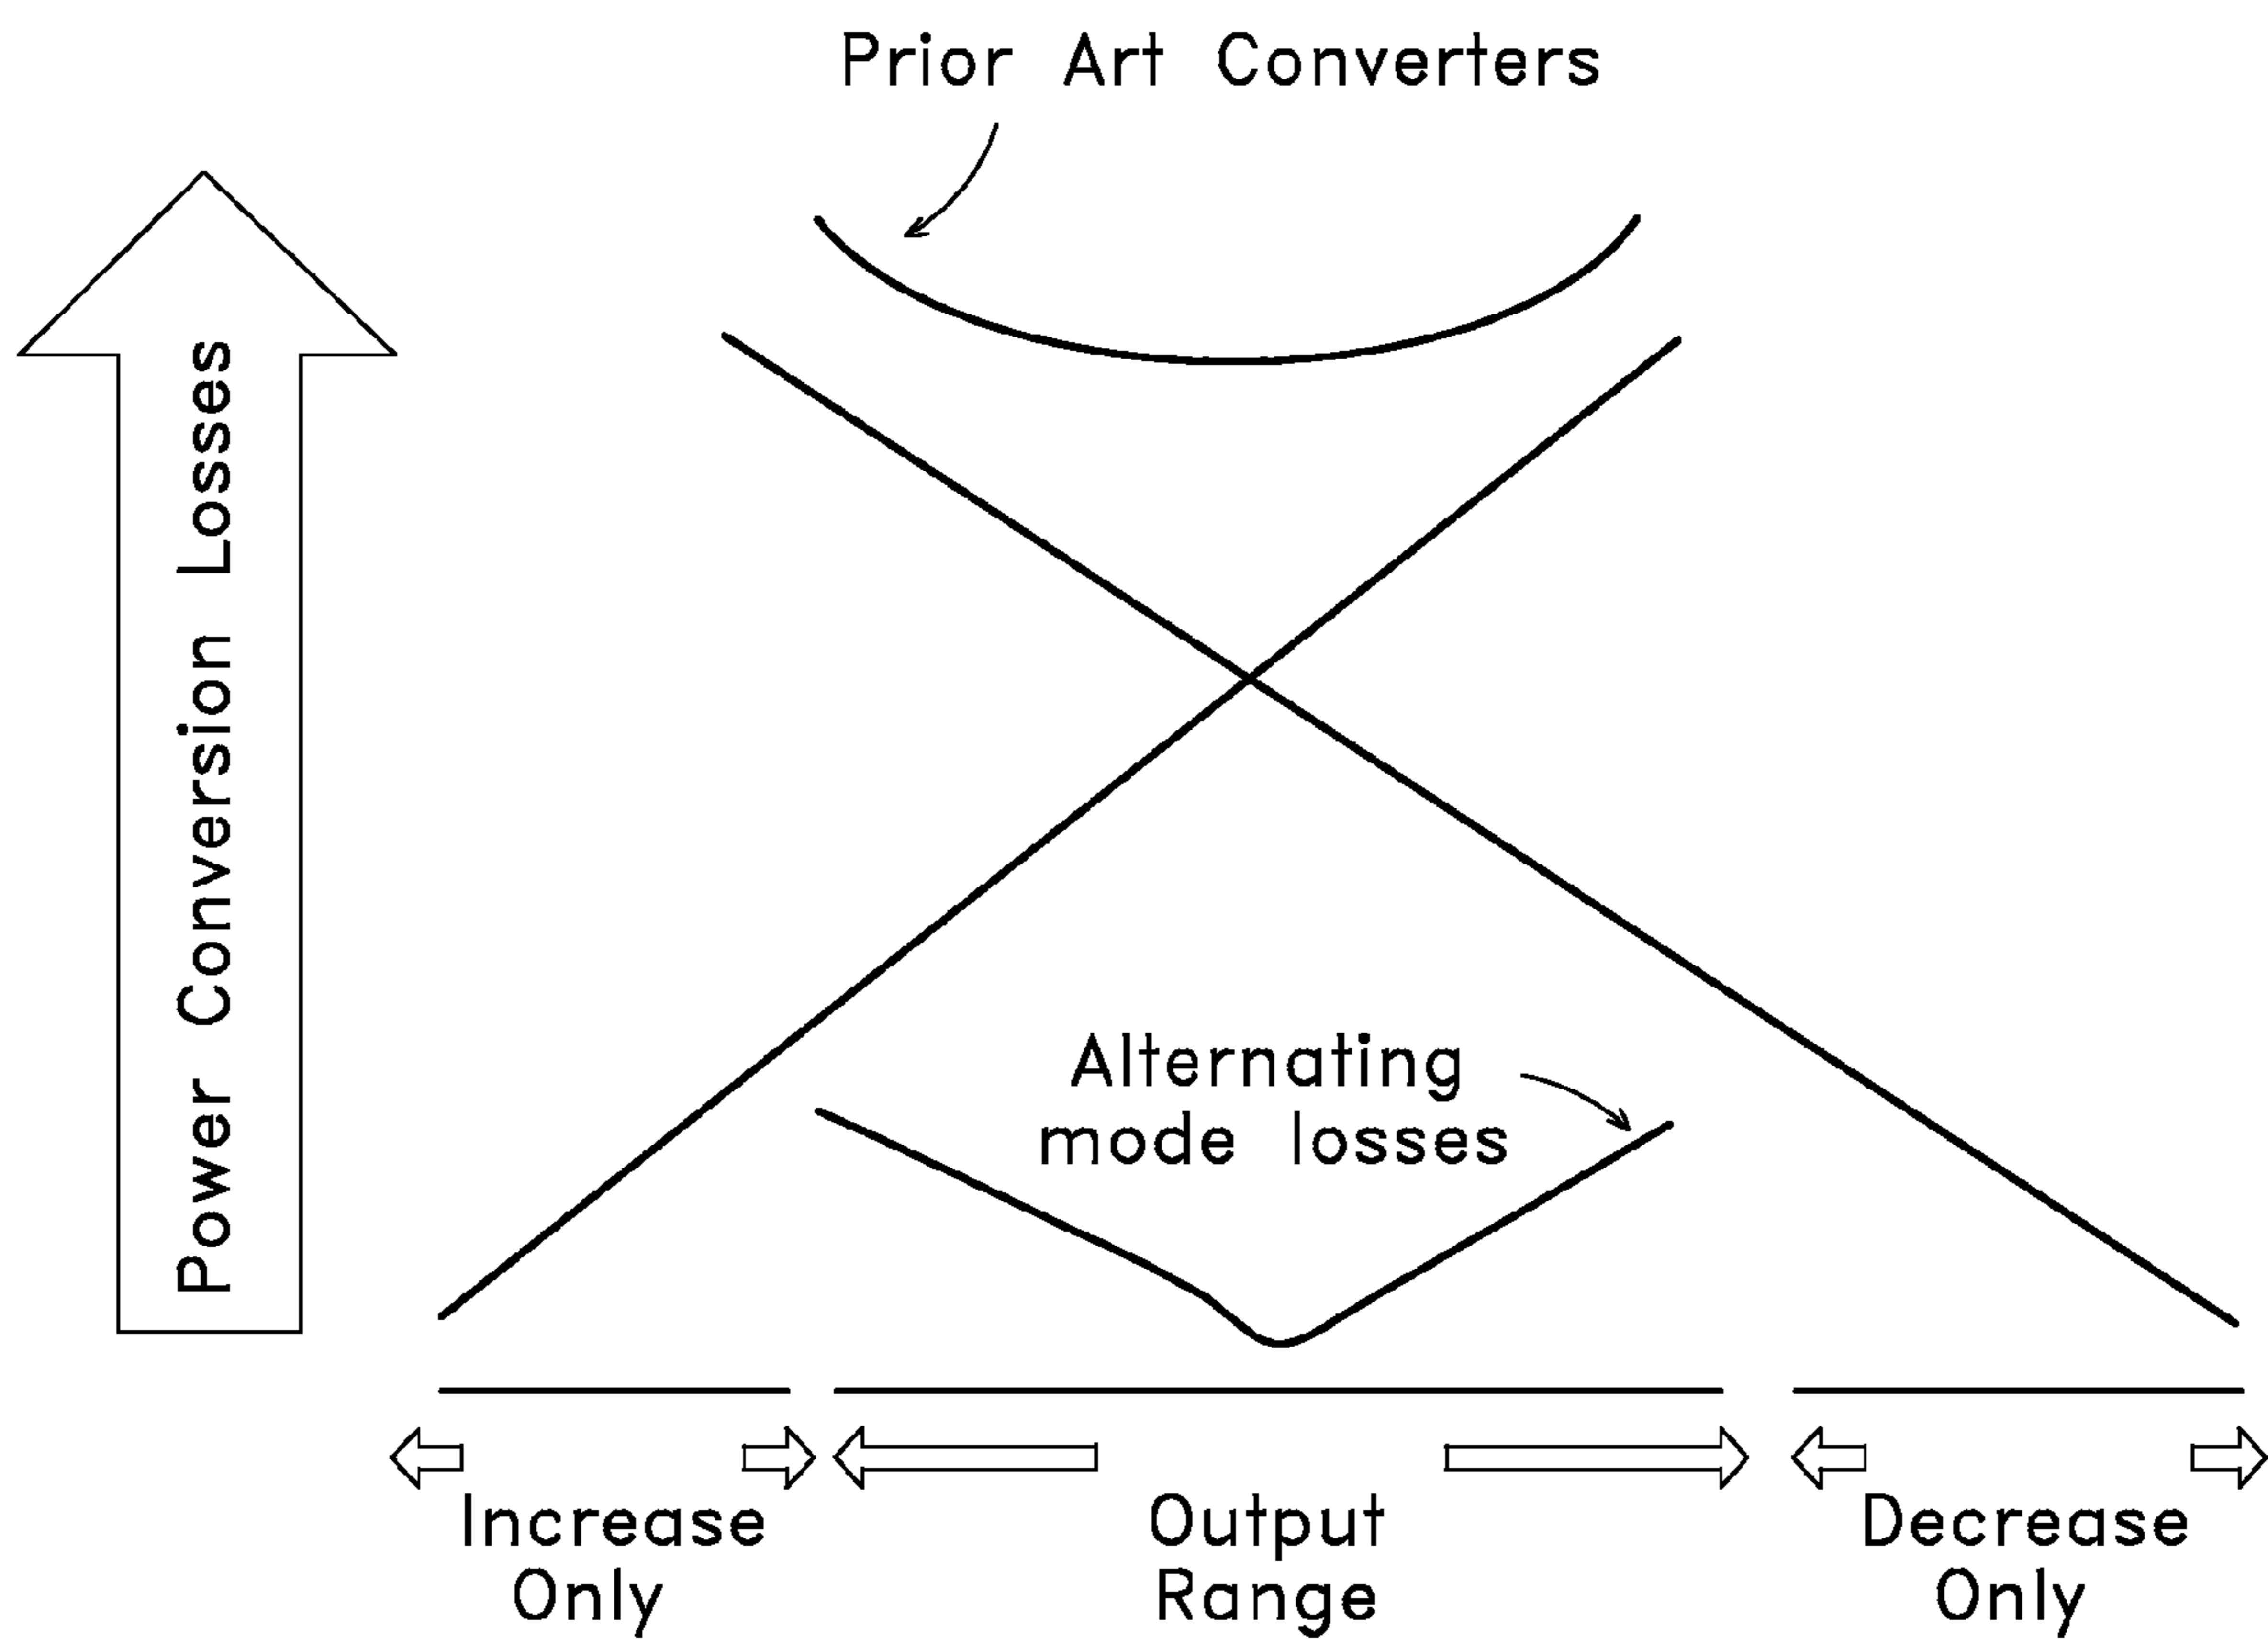 Prior Art Converters
Power Conversion Losses
Alternating
mode losses
Increase
Only
Output
Range
Decrease
Only